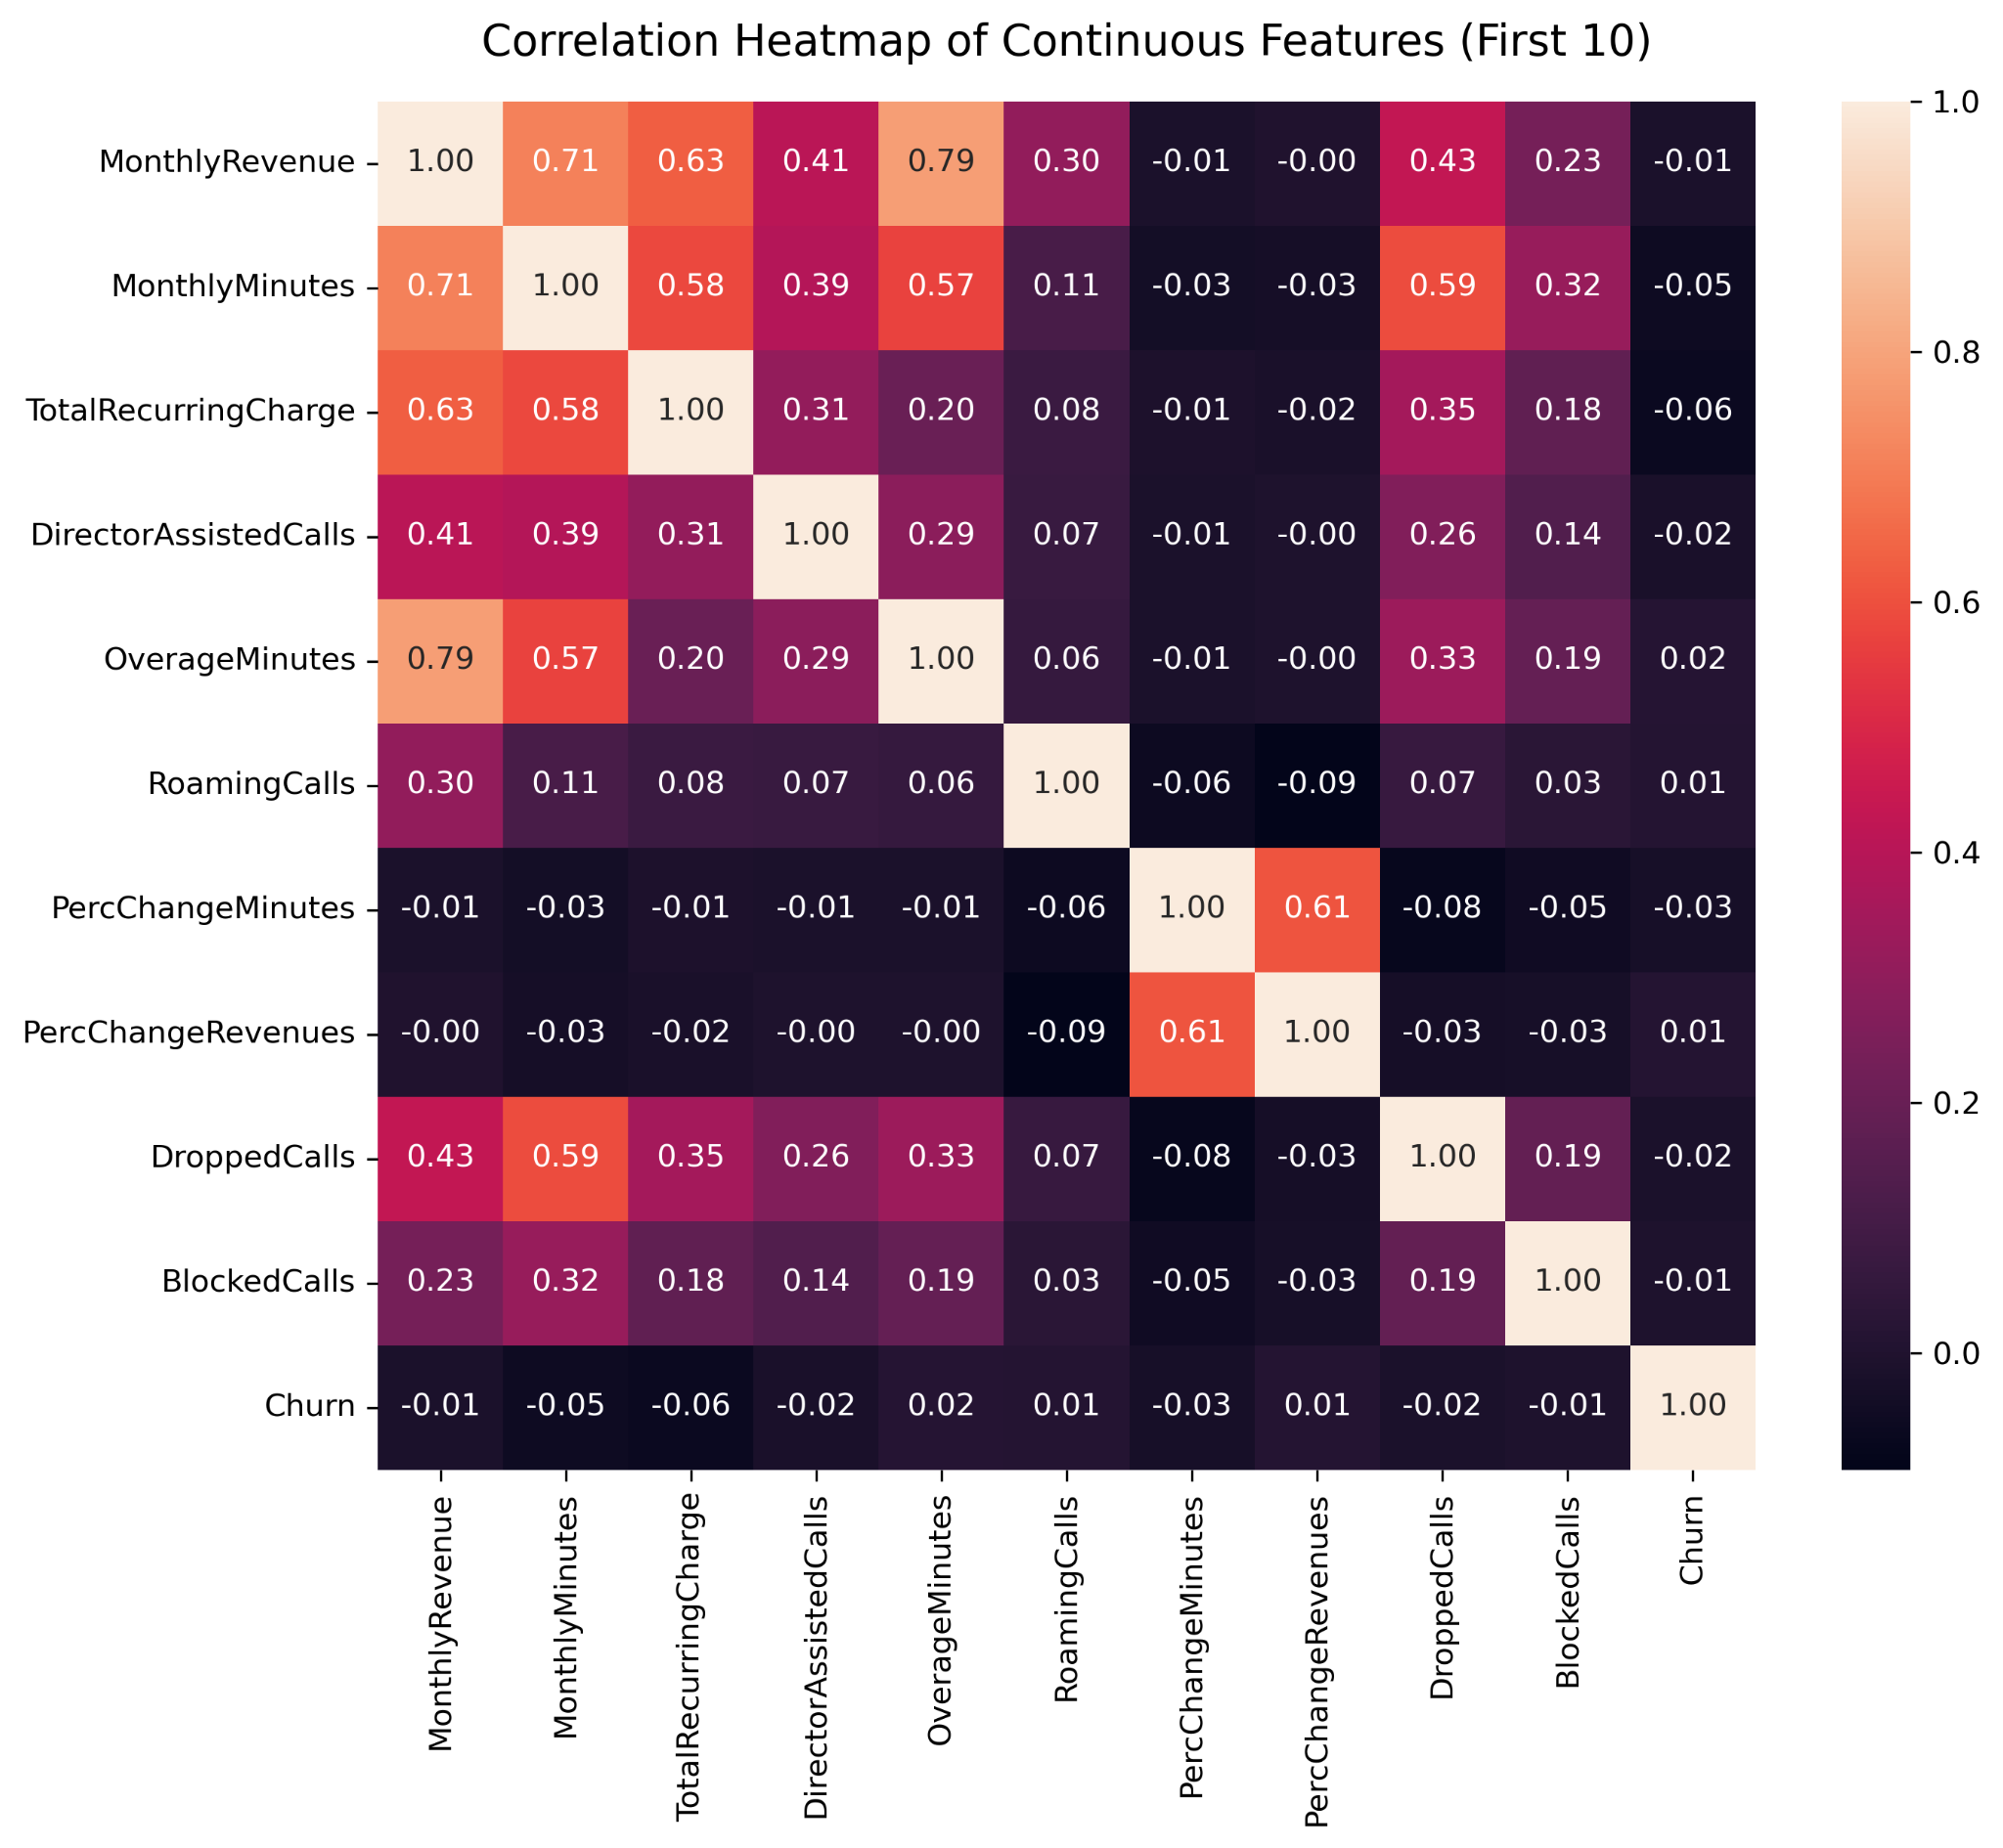 Correlation Heatmap of Continuous Features (First 10)
MonthlyRevenue 1.00 0.71 0.63 0.41 0.79 0.30 -0.01 -0.00 0.43 0.23 -0.01
MonthlyMinutes 0.71 1.00 0.58 0.39 0.57 0.11 -0.03 -0.03 0.59 0.32 -0.05
TotalRecurringCharge 0.63 0.58 1.00 0.31 0.20 0.08 -0.01 -0.02 0.35 0.18 -0.06
DirectorAssistedCalls 0.41 0.39 0.31 1.00 0.29 0.07 -0.01 -0.00 0.26 0.14 -0.02
OverageMinutes 0.79 0.57 0.20 0.29 1.00 0.06 -0.01 -0.00 0.33 0.19 0.02
RoamingCalls 0.30 0.11 0.08 0.07 0.06 1.00 -0.06 -0.09 0.07 0.03 0.01
PercChangeMinutes -0.01 -0.03 -0.01 -0.01 -0.01 -0.06 1.00 0.61 -0.08 -0.05 -0.03
PercChangeRevenues -0.00 -0.03 -0.02 -0.00 -0.00 -0.09 0.61 1.00 -0.03 -0.03 0.01
DroppedCalls 0.43 0.59 0.35 0.26 0.33 0.07 -0.08 -0.03 1.00 0.19 -0.02
BlockedCalls 0.23 0.32 0.18 0.14 0.19 0.03 -0.05 -0.03 0.19 1.00 -0.01
Churn -0.01 -0.05 -0.06 -0.02 0.02 0.01 -0.03 0.01 -0.02 -0.01 1.00
MonthlyRevenue
MonthlyMinutes
TotalRecurringCharge
DirectorAssistedCalls
OverageMinutes
RoamingCalls
PercChangeMinutes
PercChangeRevenues
DroppedCalls
BlockedCalls
Churn
1.0
0.8
0.6
0.4
0.2
0.0